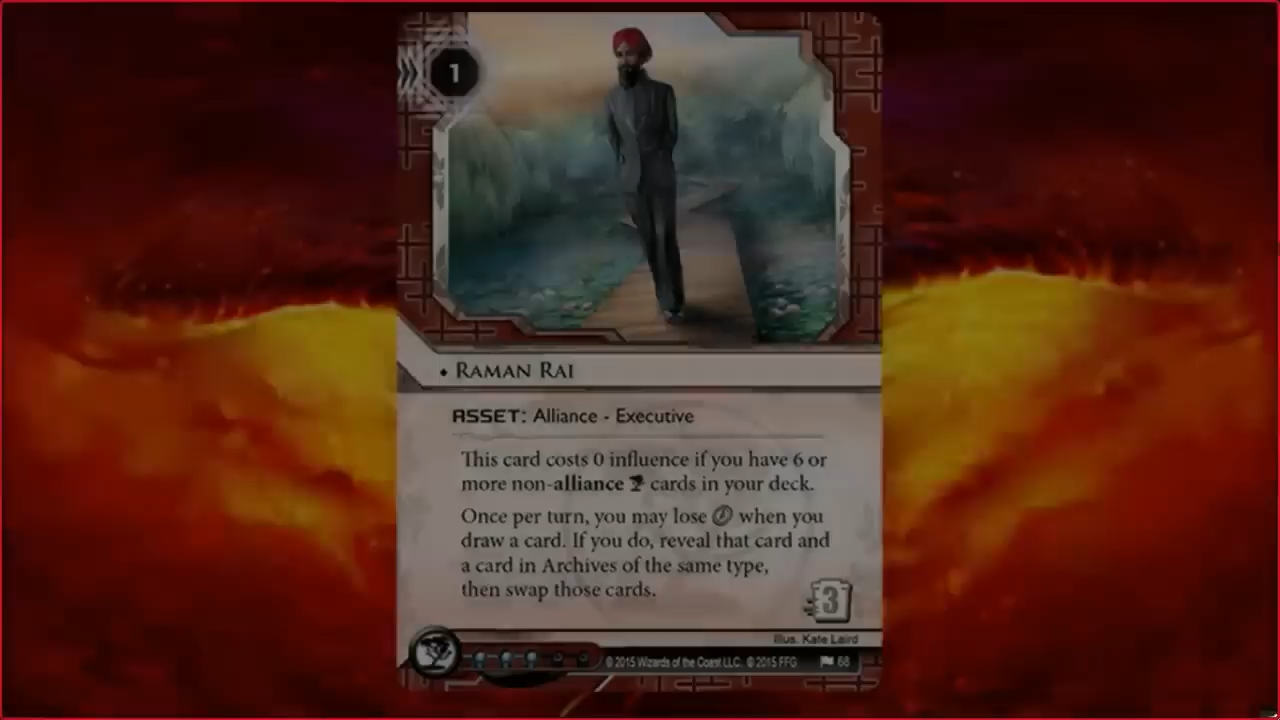 1
• RAMAN RAI
ASSET: Alliance - Executive
This card costs 0 influence if you have 6 or
more non-alliance cards in your deck.
Once per turn, you may lose when you
draw a card. If you do, reveal that card and
a card in Archives of the same type,
then swap those cards.
3
Illus. Kate Laird
© 2015 Wizards of the Coast LLC. © 2015 FFG 68